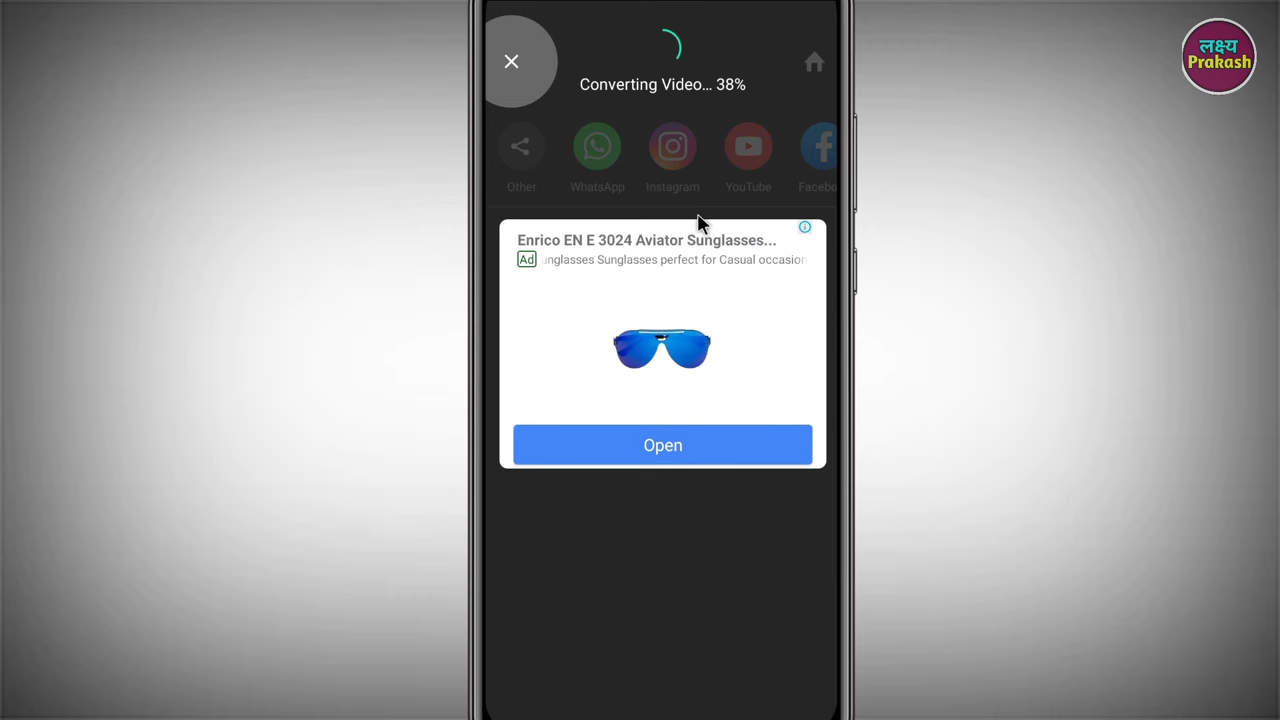 लक्ष्य
Prakash
Converting Video... 38%
Other
WhatsApp
Instagram
YouTube
Facebo
Enrico EN E 3024 Aviator Sunglasses...
Ad
unglasses Sunglasses perfect for Casual occasion
Open